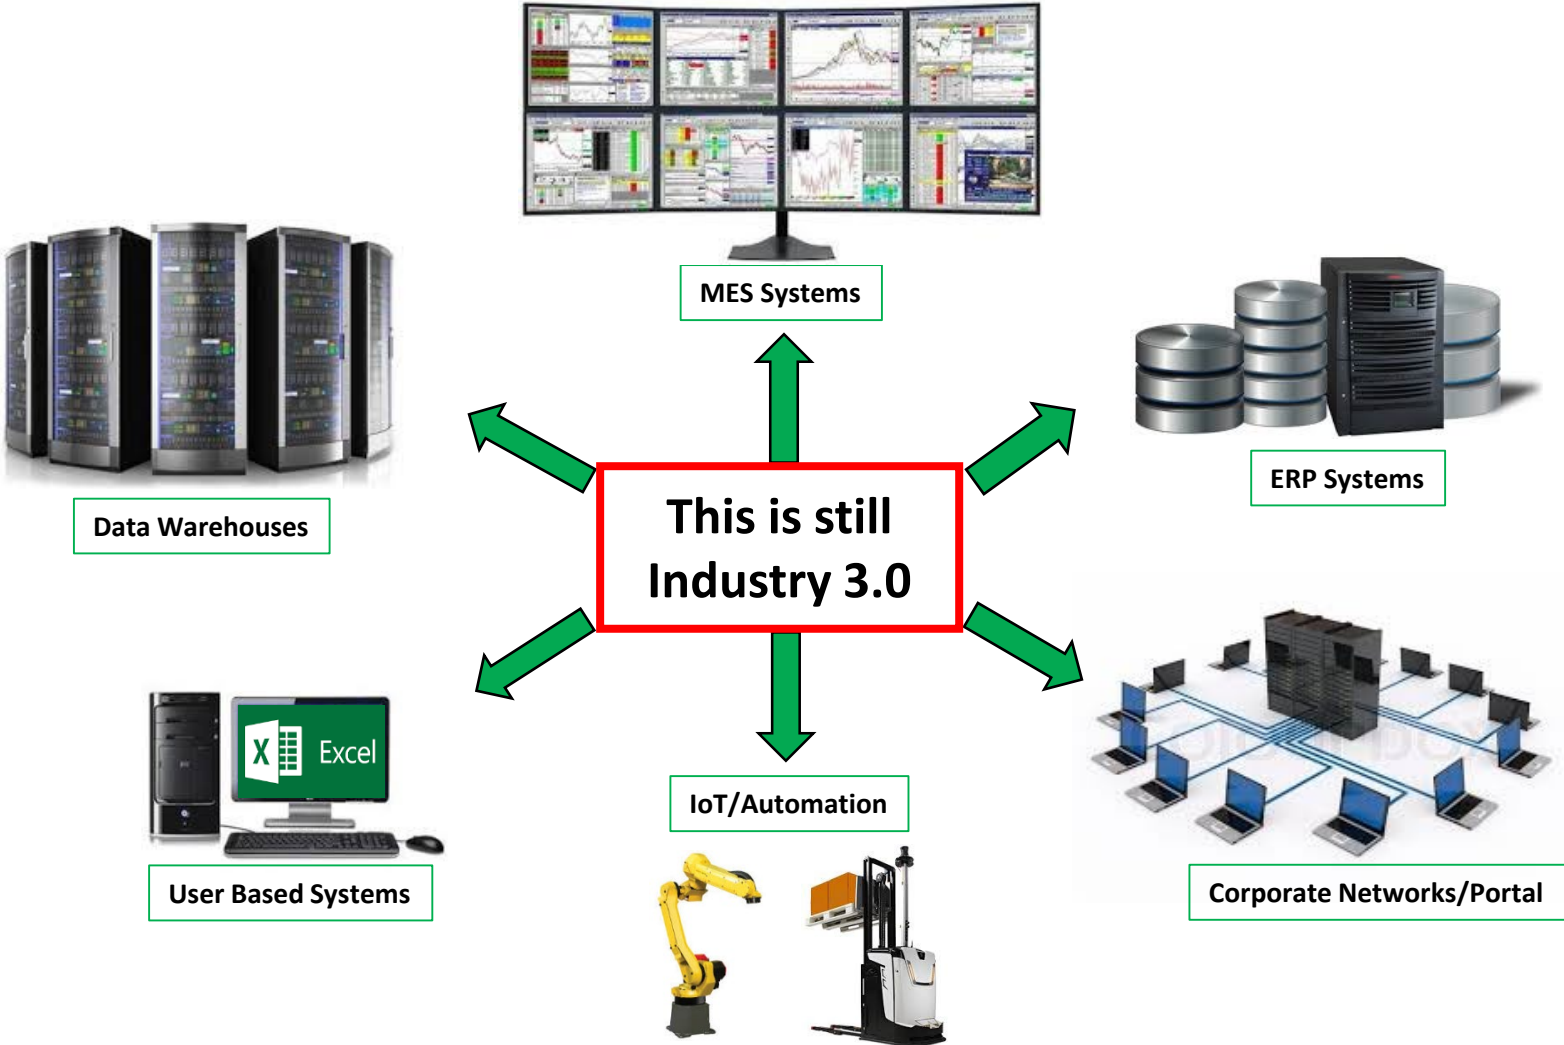 MES Systems
ERP Systems
Data Warehouses
This is still
Industry 3.0
X
Excel
IoT/Automation
User Based Systems
Corporate Networks/Portal